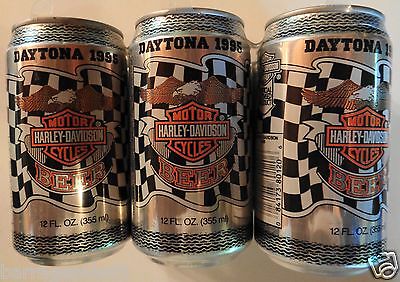 DAYTONA 1995
MOTOR
HARLEY-DAVIDSON
CYCLES
BEER
12 FL. OZ. (355 ml)
DAYTONA 1995
MOTOR
HARLEY-DAVIDSON
CYCLES
BEER
12 FL. OZ. (355 ml)
DAYTONA 1995
MOTOR
HARLEY-DAVIDSON
CYCLES
BEER
12 FL. OZ. (355 ml)